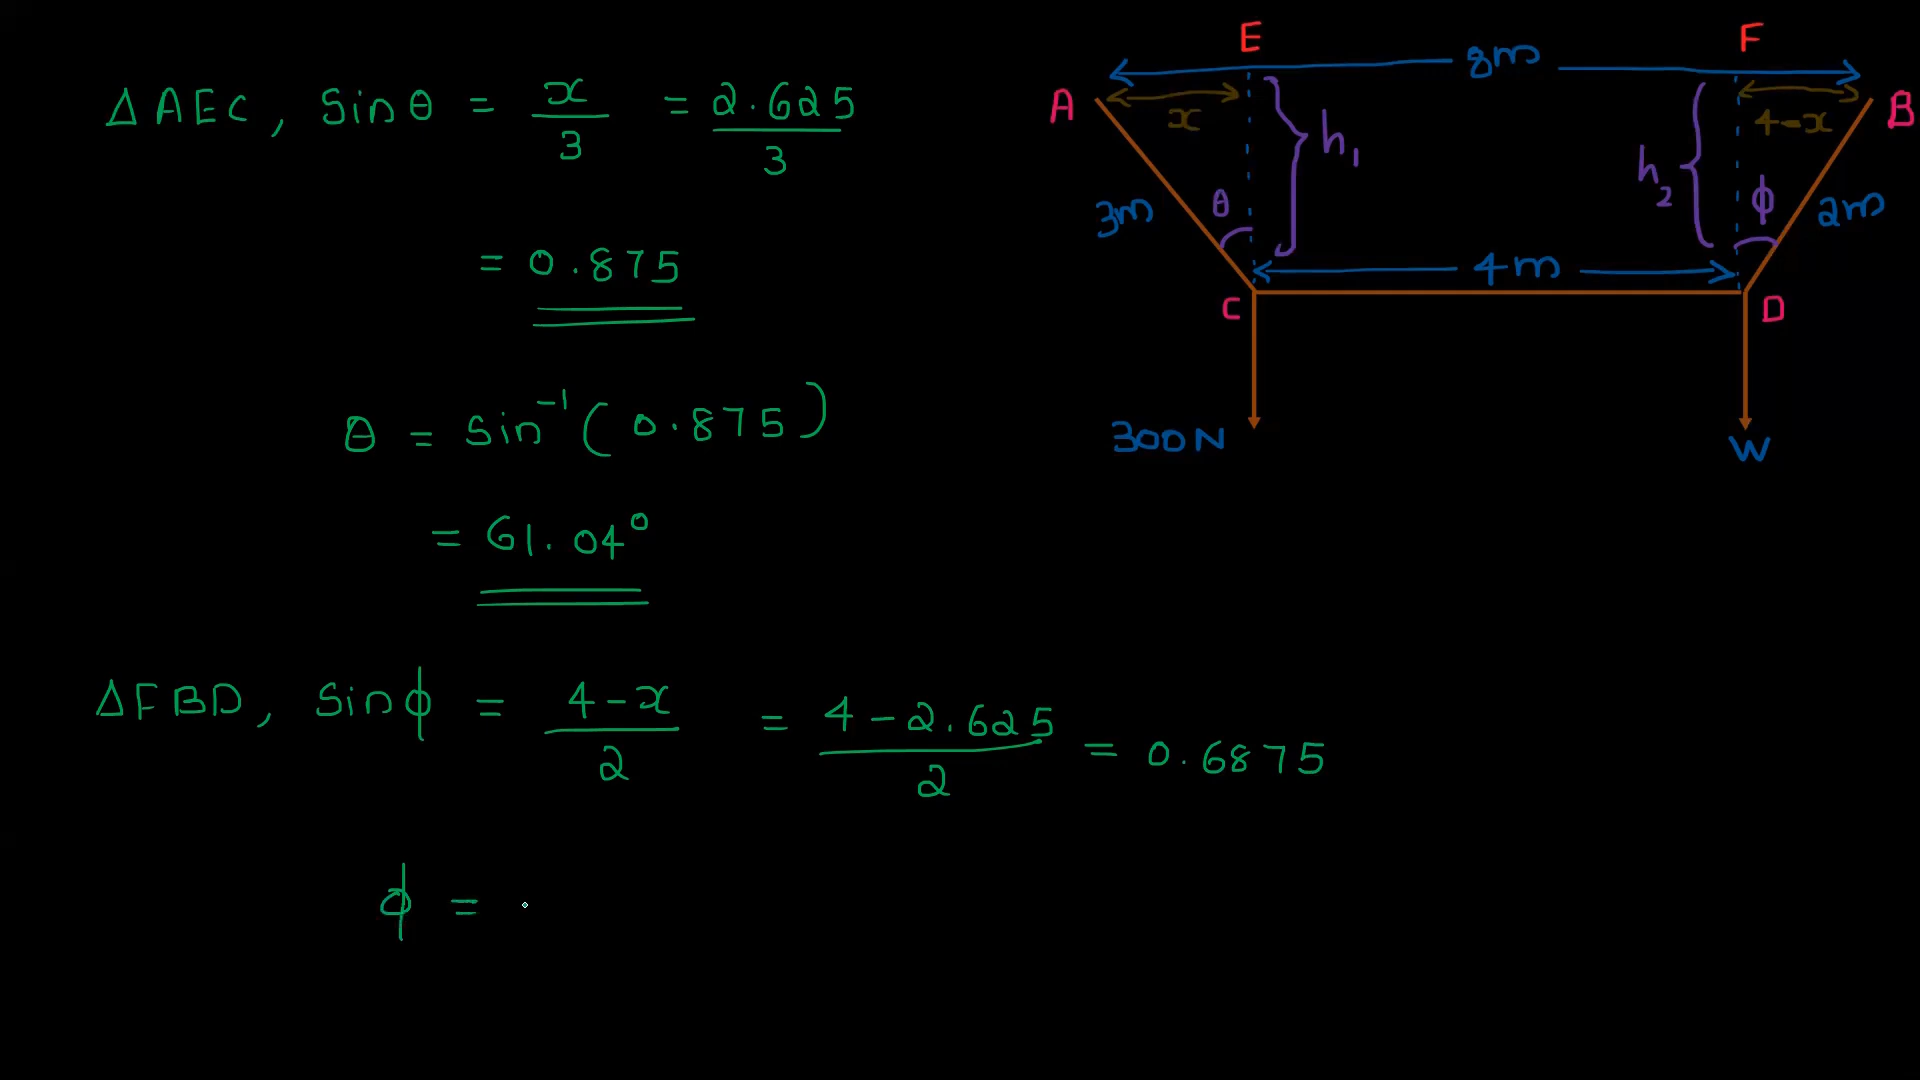 ΔAEC, Sinθ = x/3 = 2.625/3
= 0.875
θ = sin⁻¹(0.875)
= 61.04°
ΔFBD, Sinϕ = 4-x/2 = 4-2.625/2 = 0.6875
ϕ =
E F
8m
A x 4-x B
h₁ h₂
3m θ ϕ 2m
4m
C D
300N W